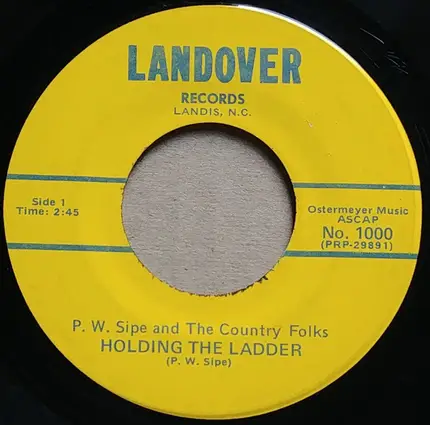 LANDOVER
RECORDS
LANDIS, N.C.
Side 1
Time: 2:45
Ostermeyer Music
ASCAP
No. 1000
(PRP-29891)
P. W. Sipe and The Country Folks
HOLDING THE LADDER
(P. W. Sipe)